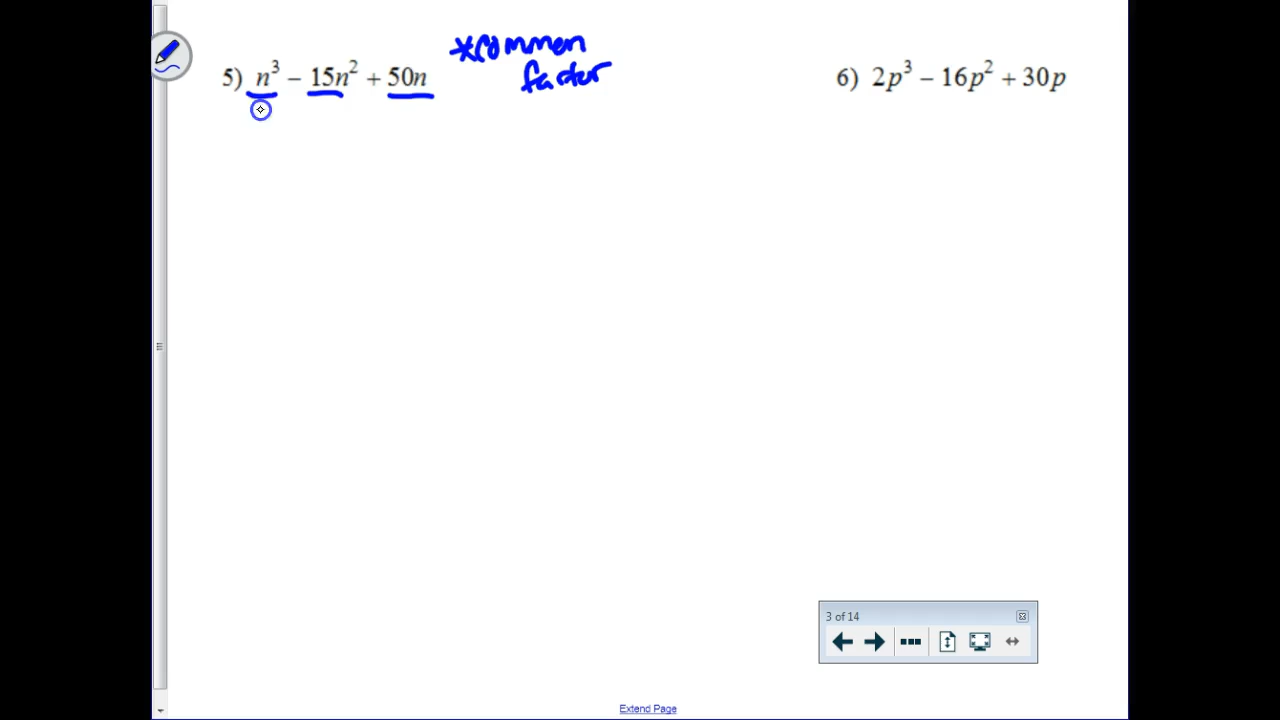 *common
factor
5) n³ − 15n² + 50n
6) 2p³ − 16p² + 30p
3 of 14
Extend Page